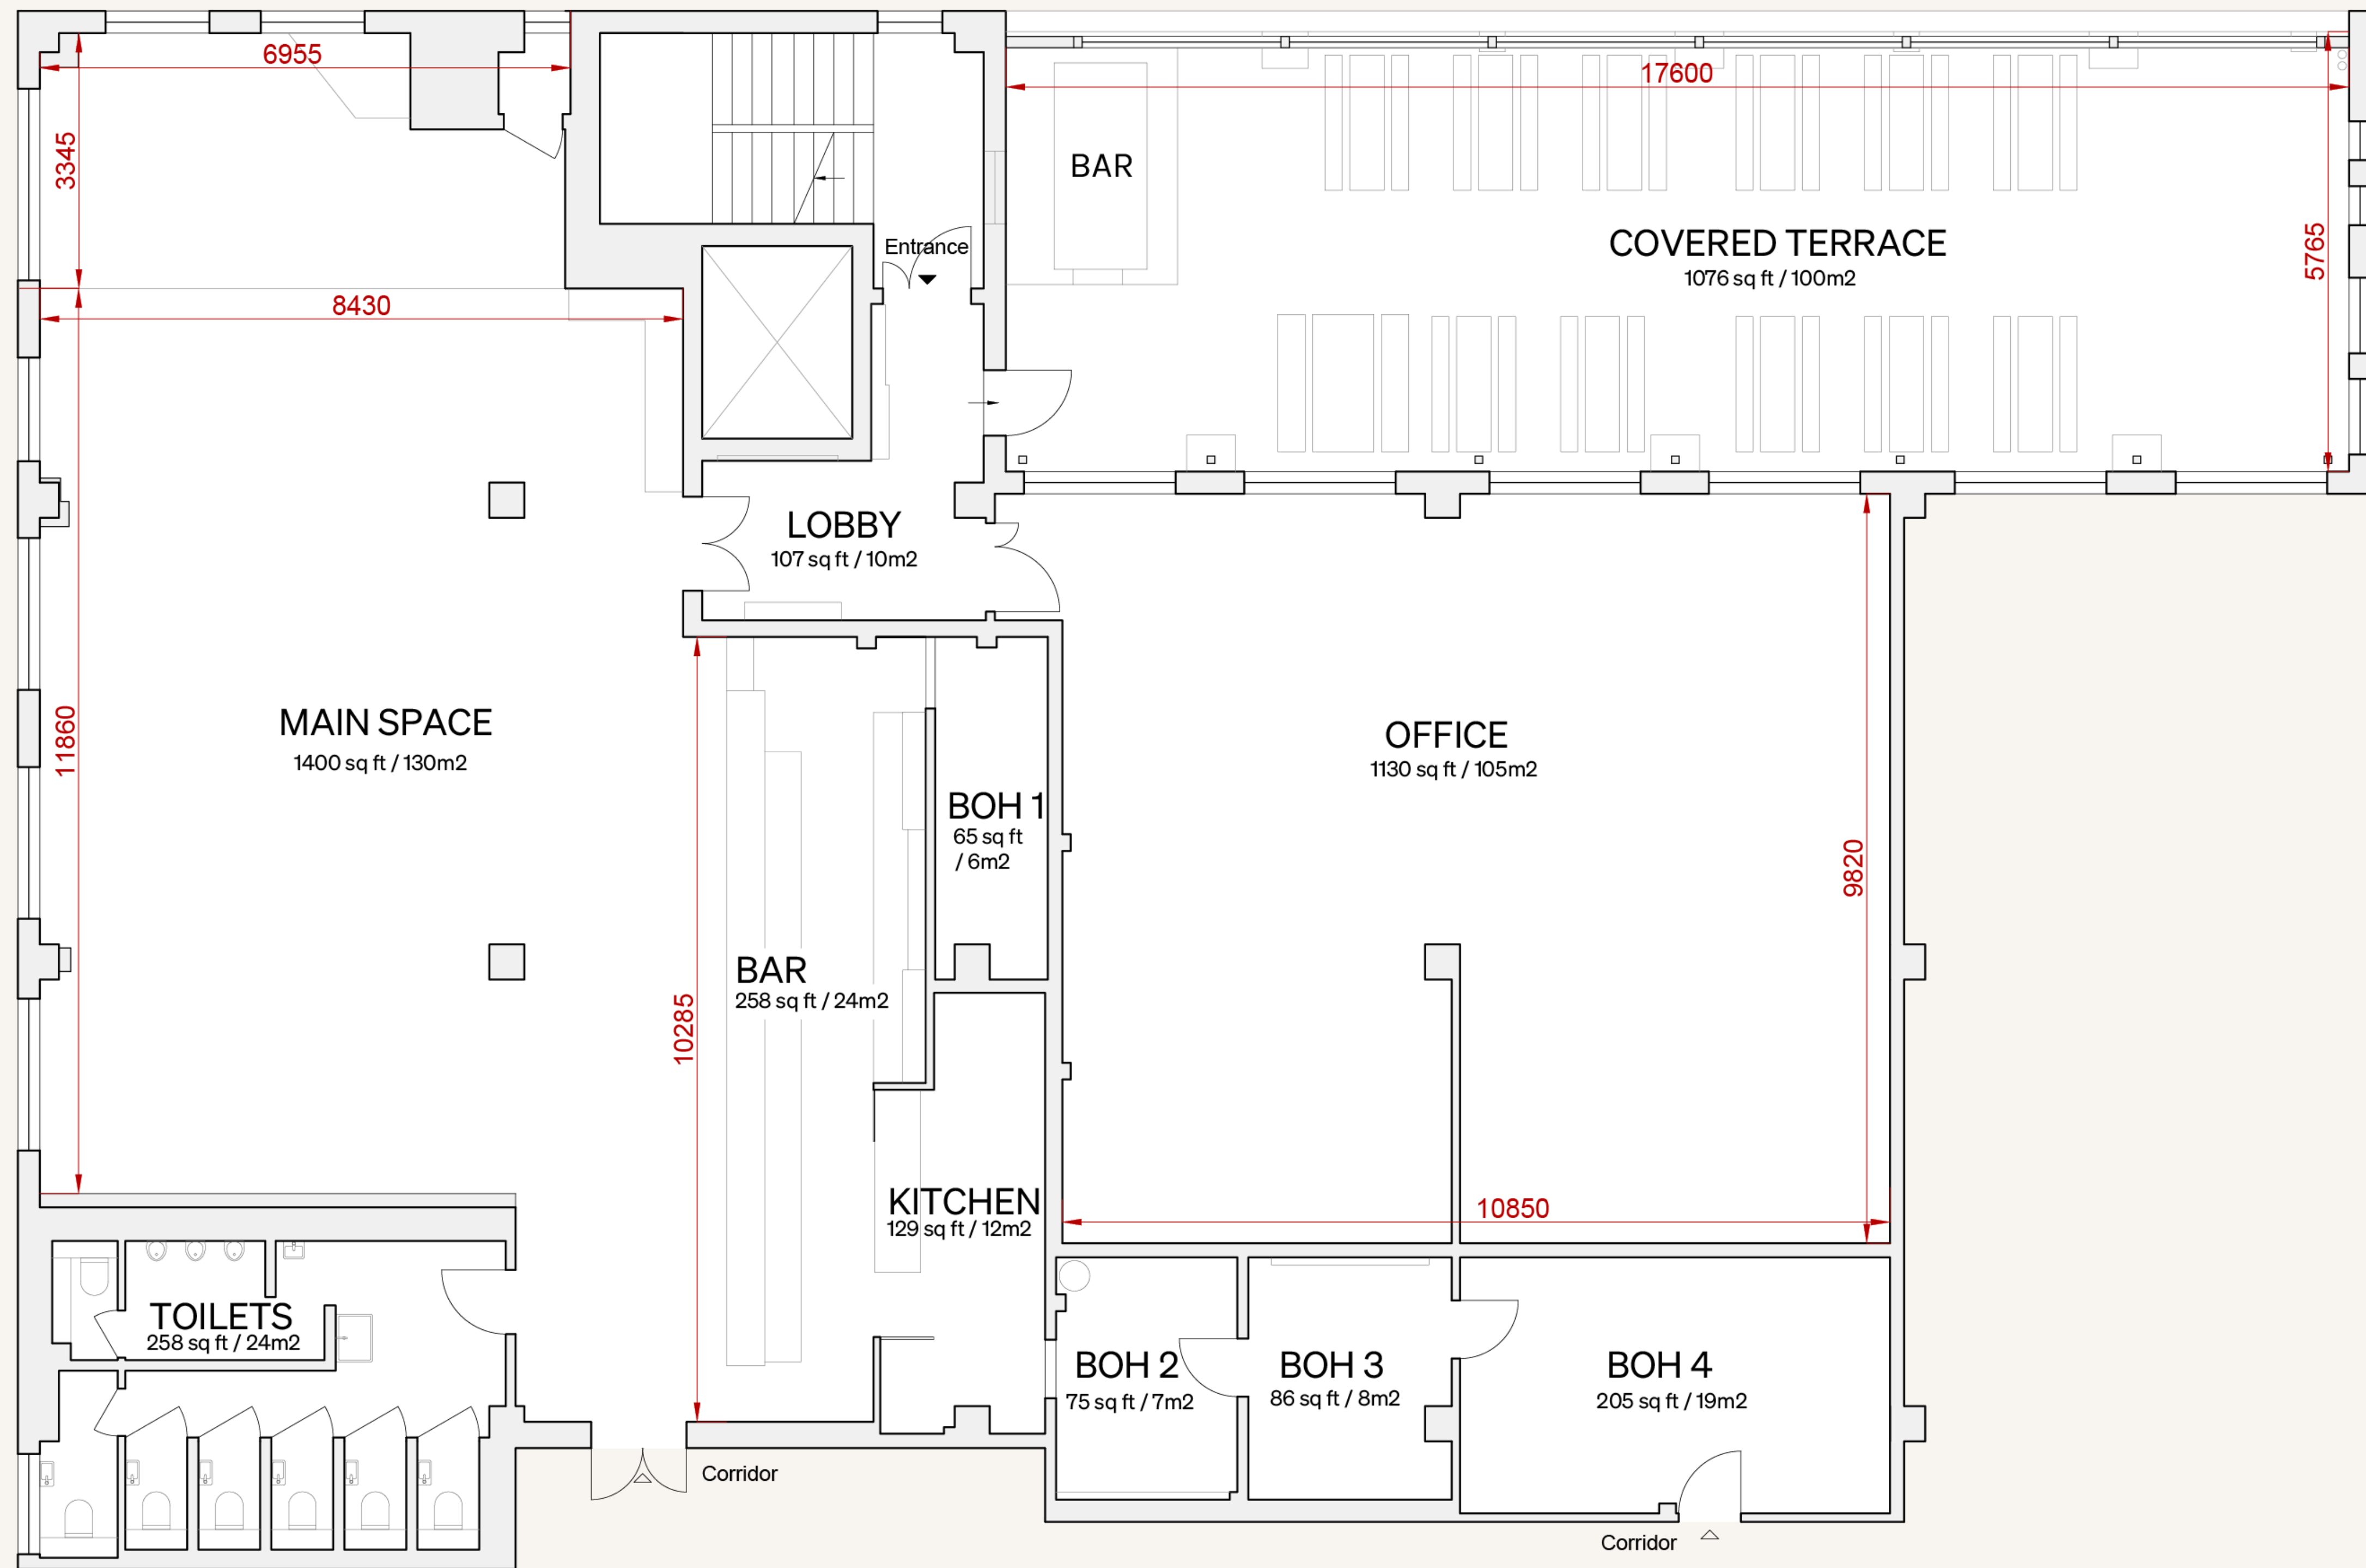 6955
17600
3345
BAR
Entrance
COVERED TERRACE
1076 sq ft / 100m2
5765
8430
LOBBY
107 sq ft / 10m2
MAIN SPACE
1400 sq ft / 130m2
11860
OFFICE
1130 sq ft / 105m2
BOH 1
65 sq ft
/ 6m2
9820
BAR
258 sq ft / 24m2
10285
KITCHEN
129 sq ft / 12m2
10850
TOILETS
258 sq ft / 24m2
BOH 2
75 sq ft / 7m2
BOH 3
86 sq ft / 8m2
BOH 4
205 sq ft / 19m2
Corridor
Corridor